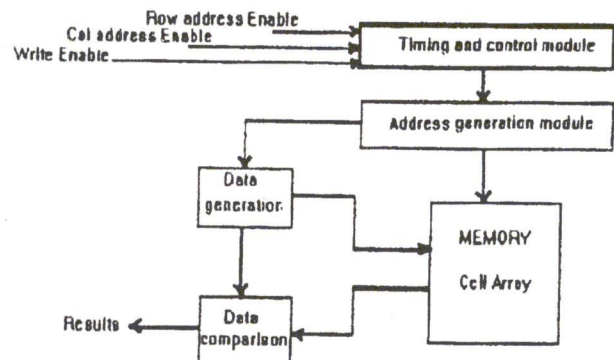 Row address Enable
Col address Enable
Write Enable
Timing and control module
Address generation module
Data
generation
MEMORY
Cell Array
Results
Data
comparison